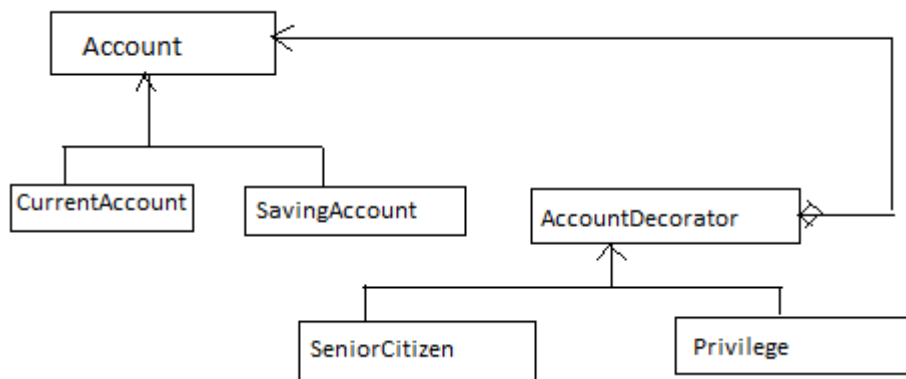 Account
CurrentAccount
SavingAccount
AccountDecorator
SeniorCitizen
Privilege